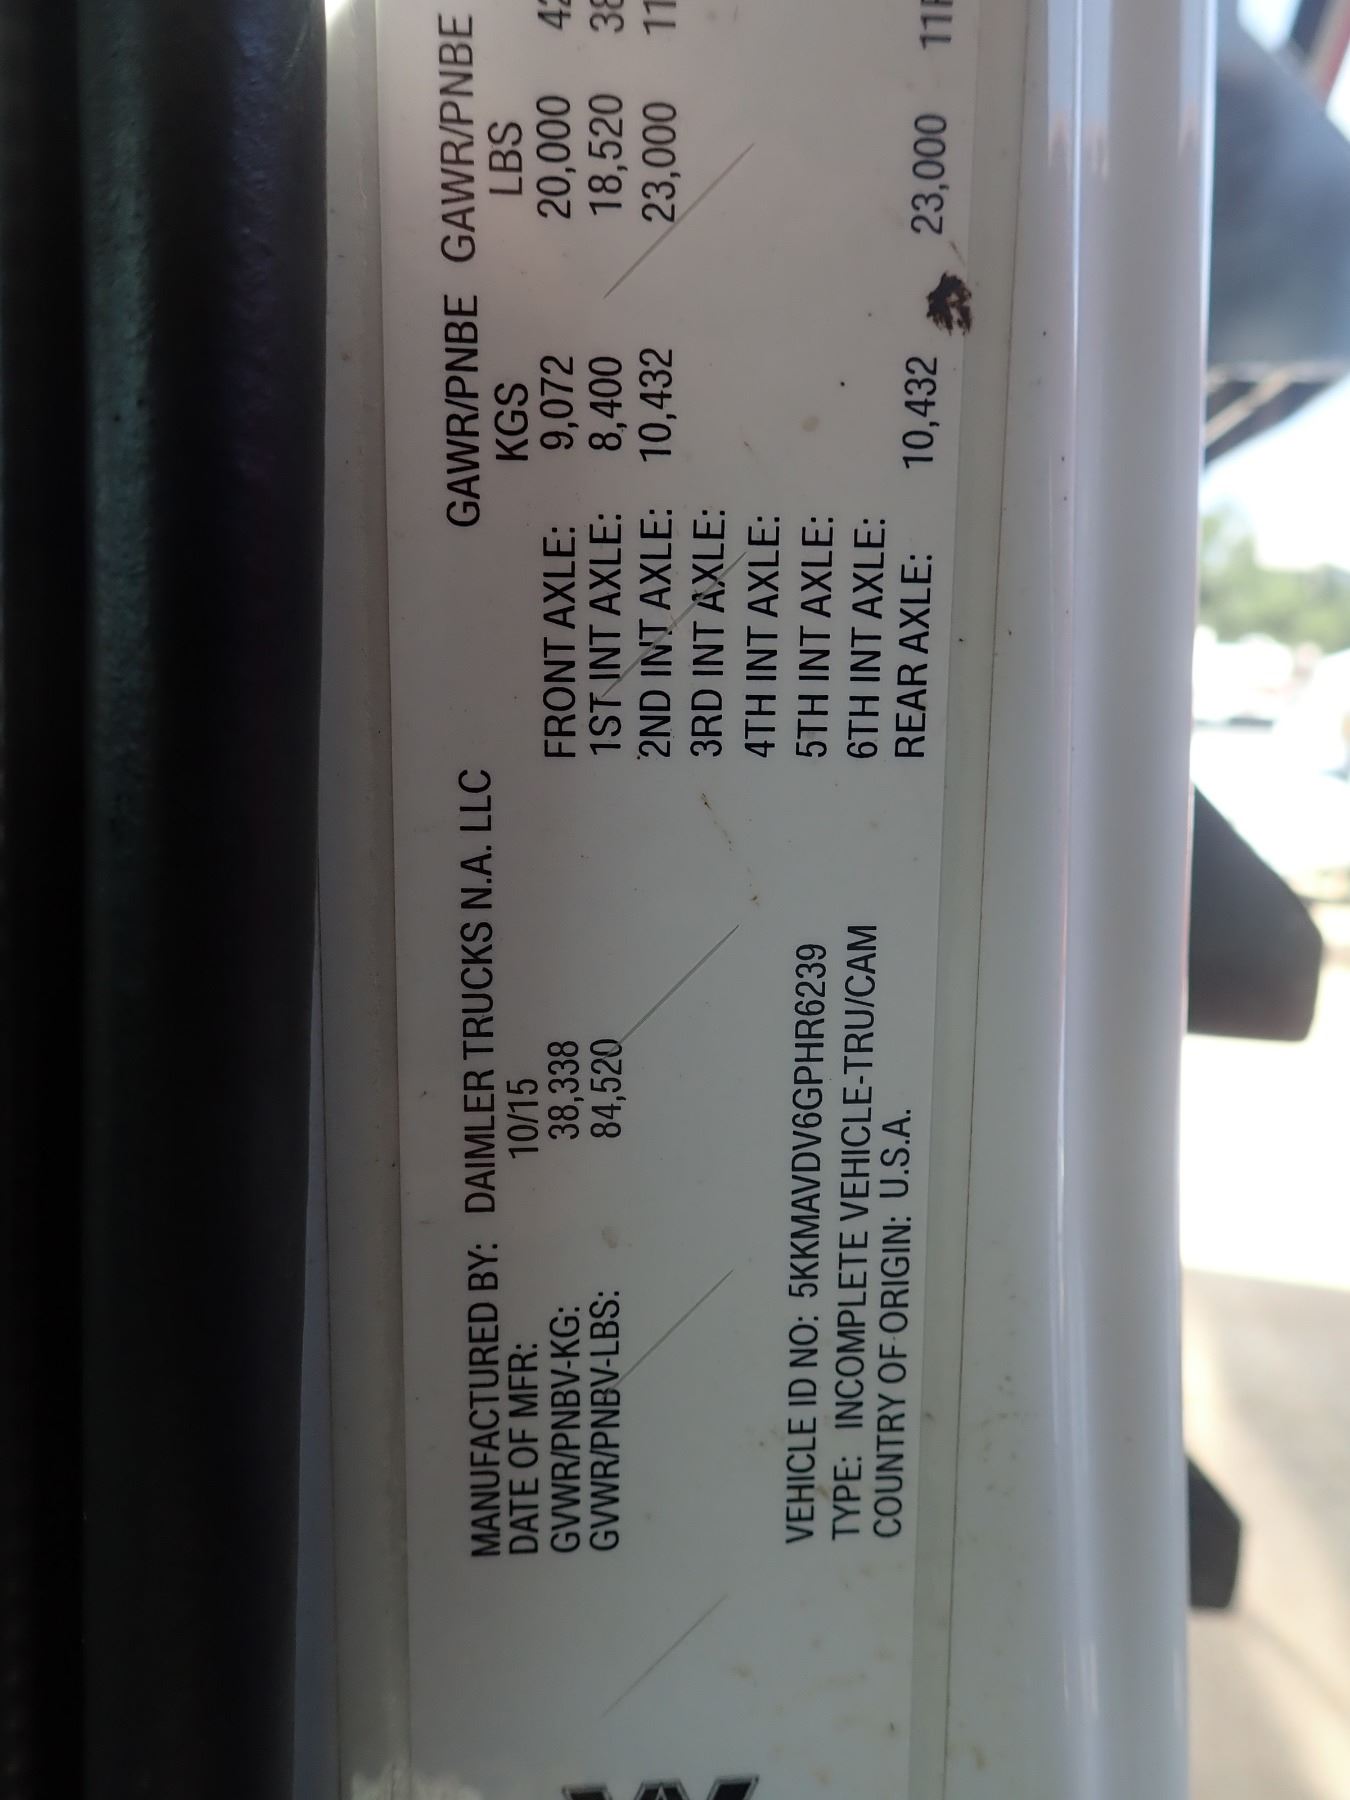 MANUFACTURED BY: DAIMLER TRUCKS N.A. LLC
DATE OF MFR: 10/15
GVWR/PNBV-KG: 38,338
GVWR/PNBV-LBS: 84,520
VEHICLE ID NO: 5KKMAVDV6GPHR6239
TYPE: INCOMPLETE VEHICLE-TRU/CAM
COUNTRY OF ORIGIN: U.S.A.
GAWR/PNBE GAWR/PNBE
KGS LBS
FRONT AXLE: 9,072 20,000
1ST INT AXLE: 8,400 18,520
2ND INT AXLE: 10,432 23,000
3RD INT AXLE:
4TH INT AXLE:
5TH INT AXLE:
6TH INT AXLE:
REAR AXLE: 10,432 23,000